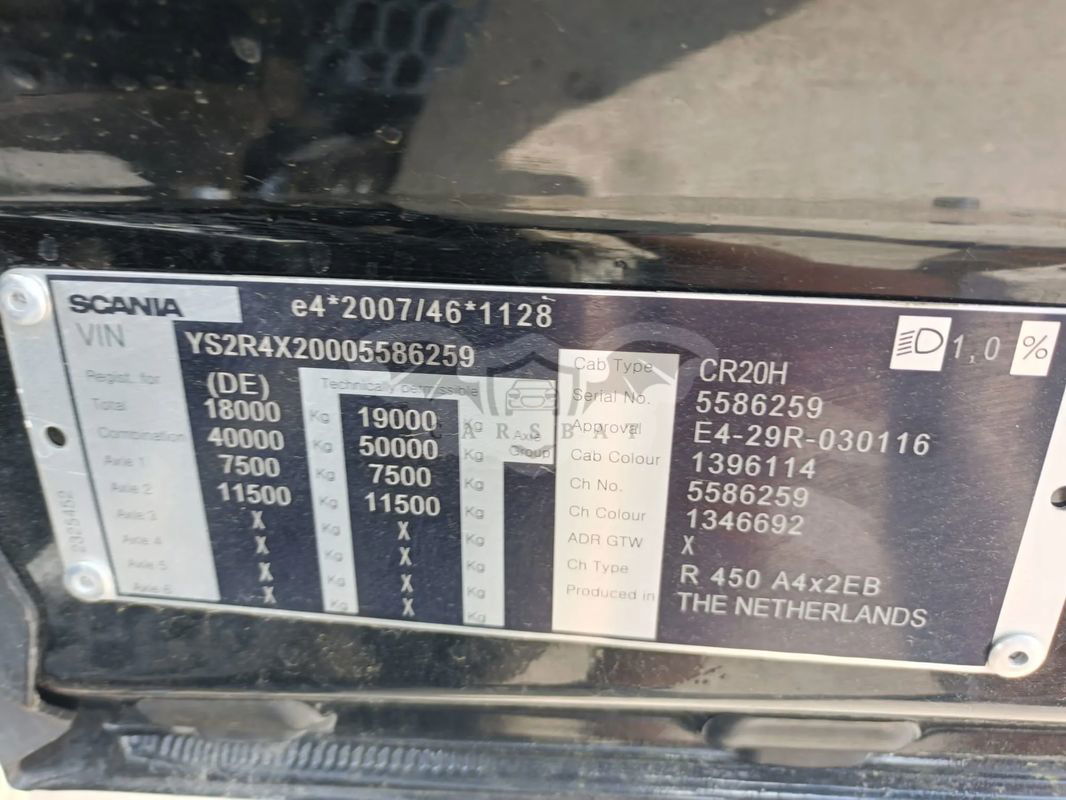 SCANIA e4*2007/46*1128
VIN YS2R4X20005586259
Regist. for (DE) Technically permissible
Total 18000 Kg 19000 Kg
Combination 40000 Kg 50000 Kg
Axle 1 7500 Kg 7500 Kg
Axle 2 11500 Kg 11500 Kg
Axle 3 X Kg X Kg
Axle 4 X Kg X Kg
Axle 5 X Kg X Kg
Axle 6 X Kg X Kg
Axle
Group
2325452
Cab Type CR20H
Serial No. 5586259
Approval E4-29R-030116
Cab Colour 1396114
Ch No. 5586259
Ch Colour 1346692
ADR GTW X
Ch Type R 450 A4x2EB
Produced in THE NETHERLANDS
1,0 %
CARSBAT